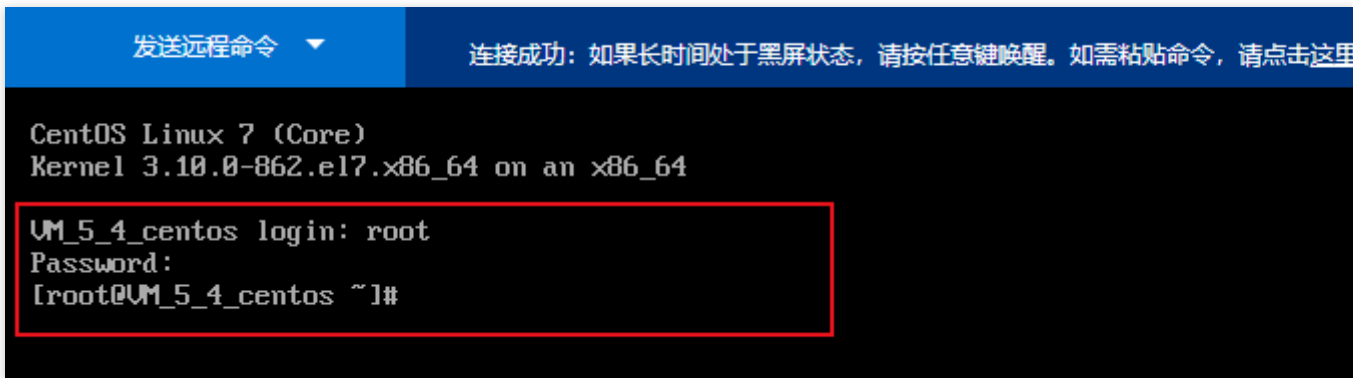 发送远程命令
连接成功：如果长时间处于黑屏状态，请按任意键唤醒。如需粘贴命令，请点击这里
CentOS Linux 7 (Core)
Kernel 3.10.0-862.el7.x86_64 on an x86_64
VM_5_4_centos login: root
Password:
[root@VM_5_4_centos ~]#